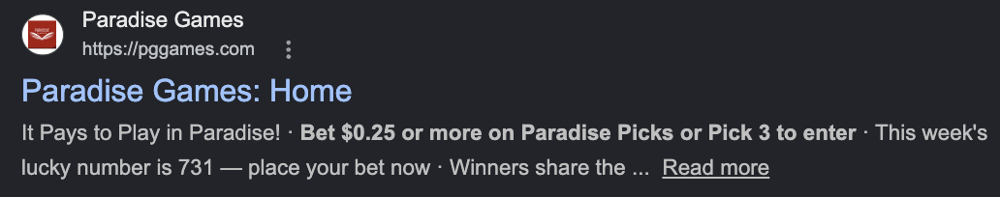 Paradise Games
https://pggames.com
Paradise Games: Home
It Pays to Play in Paradise! · Bet $0.25 or more on Paradise Picks or Pick 3 to enter · This week's
lucky number is 731 — place your bet now · Winners share the ... Read more